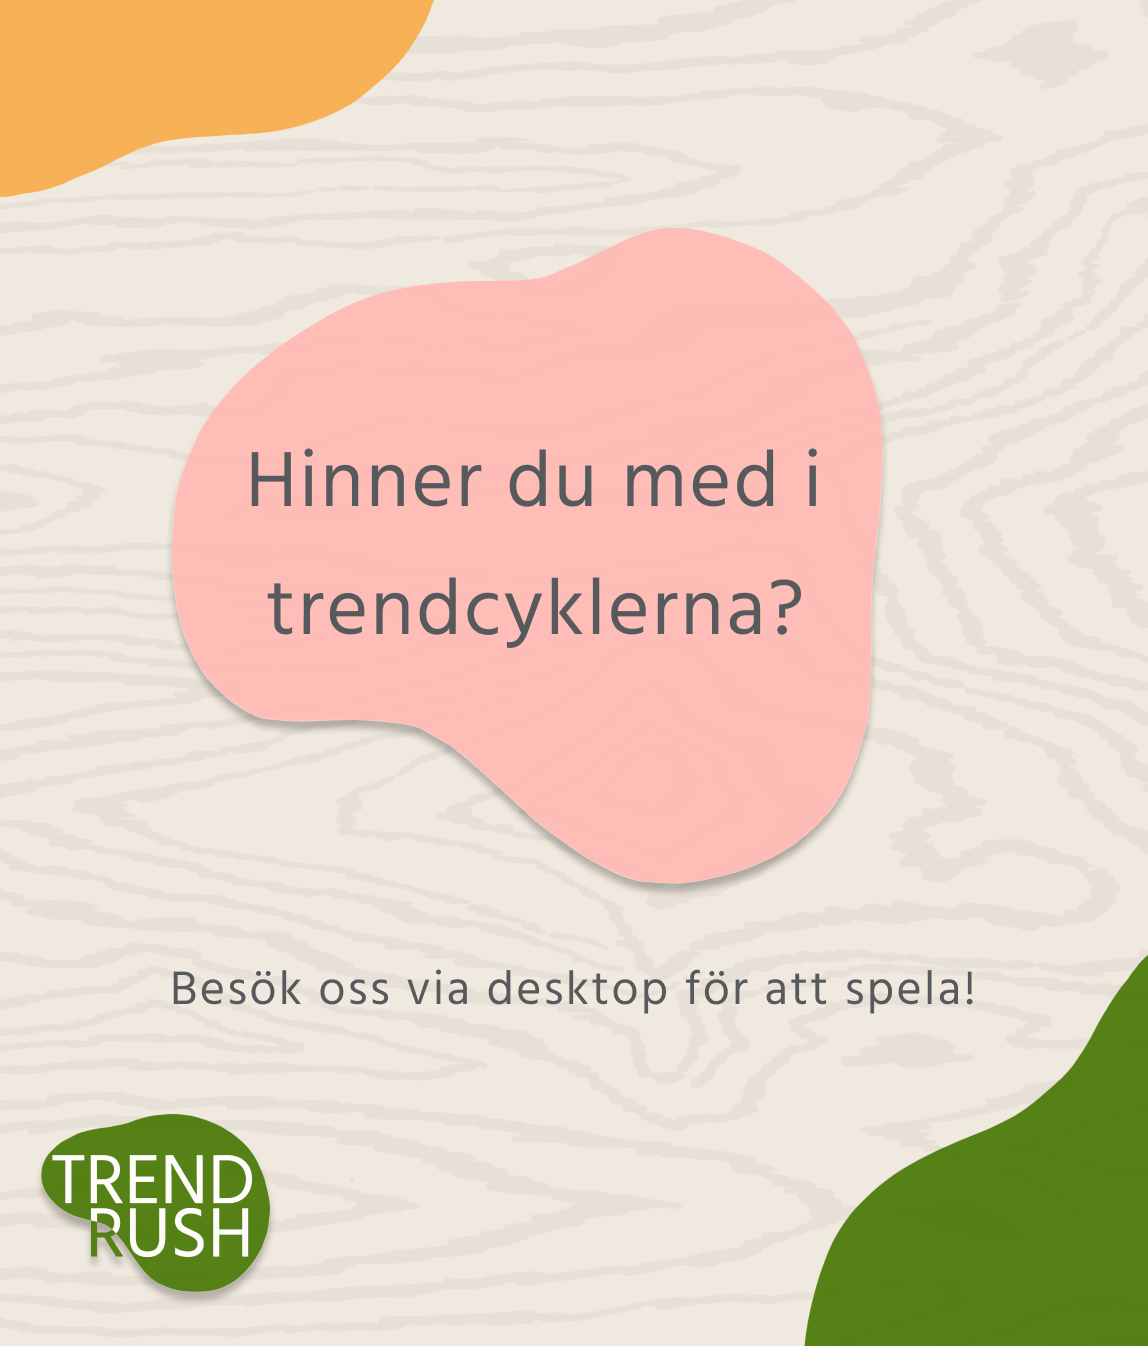 Hinner du med i
trendcyklerna?
Besök oss via desktop för att spela!
TREND
RUSH